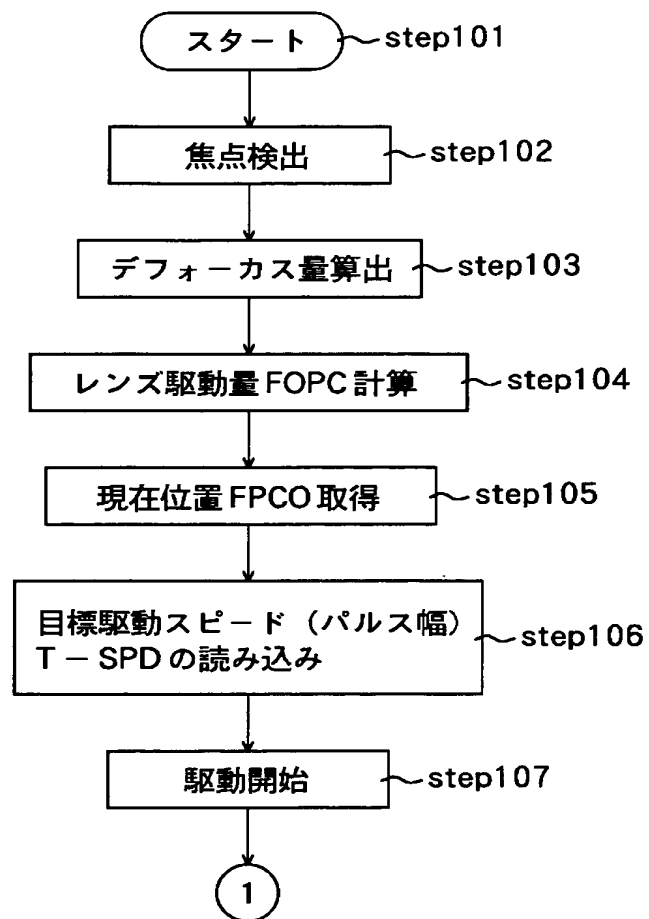 スタート step101
焦点検出 step102
デフォーカス量算出 step103
レンズ駆動量FOPC計算 step104
現在位置FPCO取得 step105
目標駆動スピード（パルス幅）
T－SPDの読み込み step106
駆動開始 step107
1